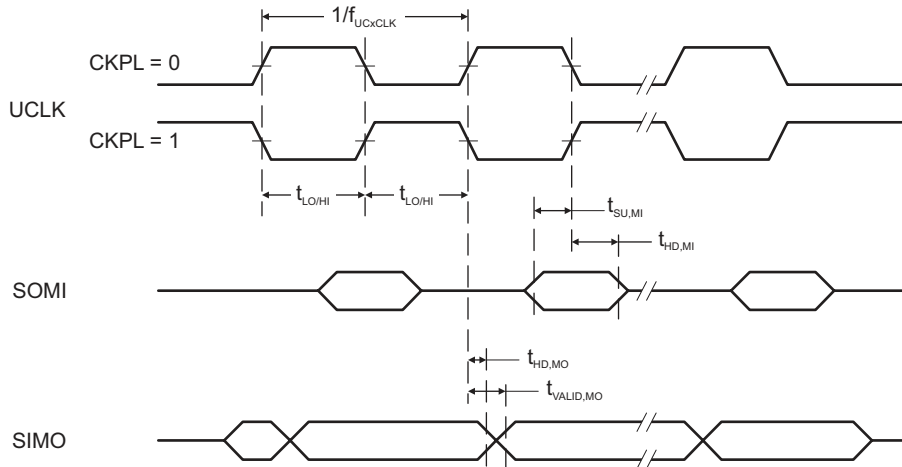 1/fUCxCLK
CKPL = 0
UCLK
CKPL = 1
tLO/HI tLO/HI
tSU,MI
tHD,MI
SOMI
tHD,MO
tVALID,MO
SIMO